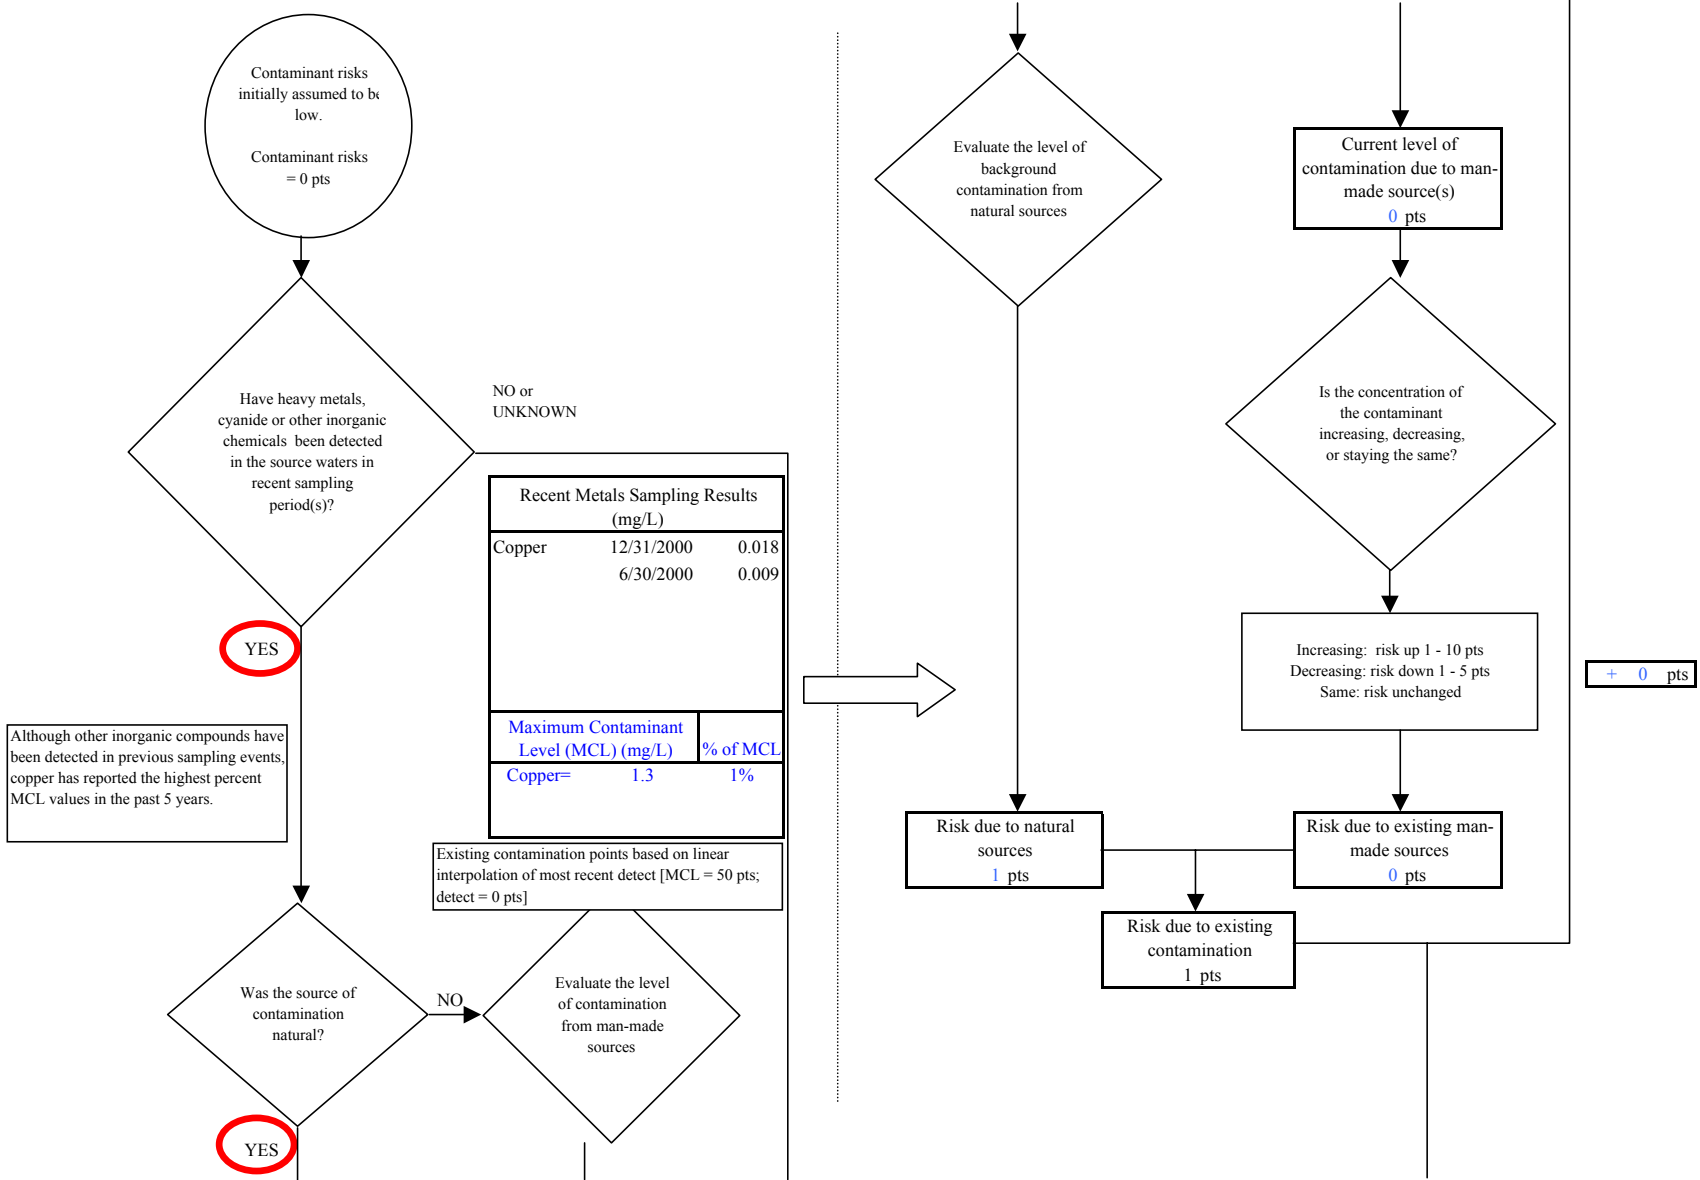 Contaminant risks
initially assumed to be
low.
Contaminant risks
= 0 pts
Have heavy metals,
cyanide or other inorganic
chemicals been detected
in the source waters in
recent sampling
period(s)?
NO or
UNKNOWN
YES
Recent Metals Sampling Results
(mg/L)
Copper 12/31/2000 0.018
6/30/2000 0.009
Maximum Contaminant
Level (MCL) (mg/L) % of MCL
Copper= 1.3 1%
Although other inorganic compounds have
been detected in previous sampling events,
copper has reported the highest percent
MCL values in the past 5 years.
Existing contamination points based on linear
interpolation of most recent detect [MCL = 50 pts;
detect = 0 pts]
Was the source of
contamination
natural?
NO
Evaluate the level
of contamination
from man-made
sources
YES
Evaluate the level of
background
contamination from
natural sources
Current level of
contamination due to man-
made source(s)
0 pts
Is the concentration of
the contaminant
increasing, decreasing,
or staying the same?
Increasing: risk up 1 - 10 pts
Decreasing: risk down 1 - 5 pts
Same: risk unchanged
+ 0 pts
Risk due to natural
sources
1 pts
Risk due to existing man-
made sources
0 pts
Risk due to existing
contamination
1 pts